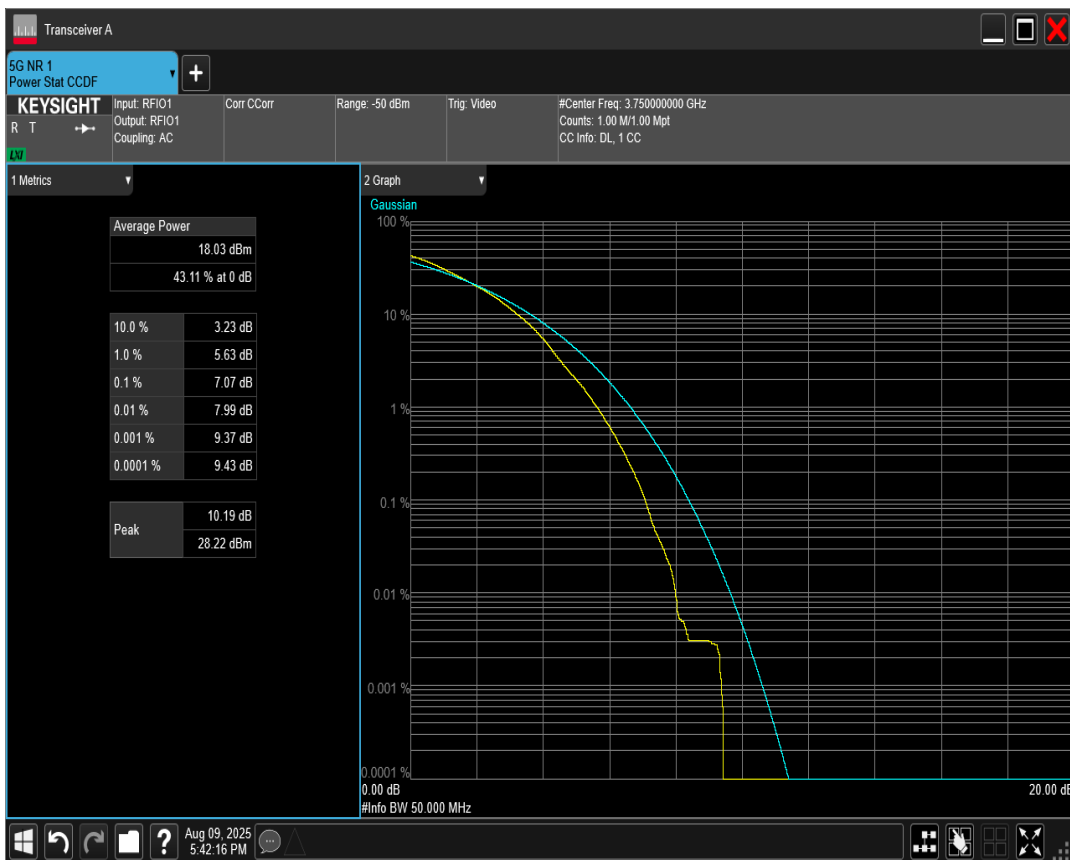 Transceiver A
5G NR 1
Power Stat CCDF
KEYSIGHT
R T
LXI
Input: RFIO1
Output: RFIO1
Coupling: AC
Corr CCorr
Range: -50 dBm
Trig: Video
#Center Freq: 3.750000000 GHz
Counts: 1.00 M/1.00 Mpt
CC Info: DL, 1 CC
1 Metrics
Average Power
18.03 dBm
43.11 % at 0 dB
10.0 % 3.23 dB
1.0 % 5.63 dB
0.1 % 7.07 dB
0.01 % 7.99 dB
0.001 % 9.37 dB
0.0001 % 9.43 dB
Peak
10.19 dB
28.22 dBm
2 Graph
Gaussian
100 %
10 %
1 %
0.1 %
0.01 %
0.001 %
0.0001 %
0.00 dB
20.00 dB
#Info BW 50.000 MHz
Aug 09, 2025
5:42:16 PM